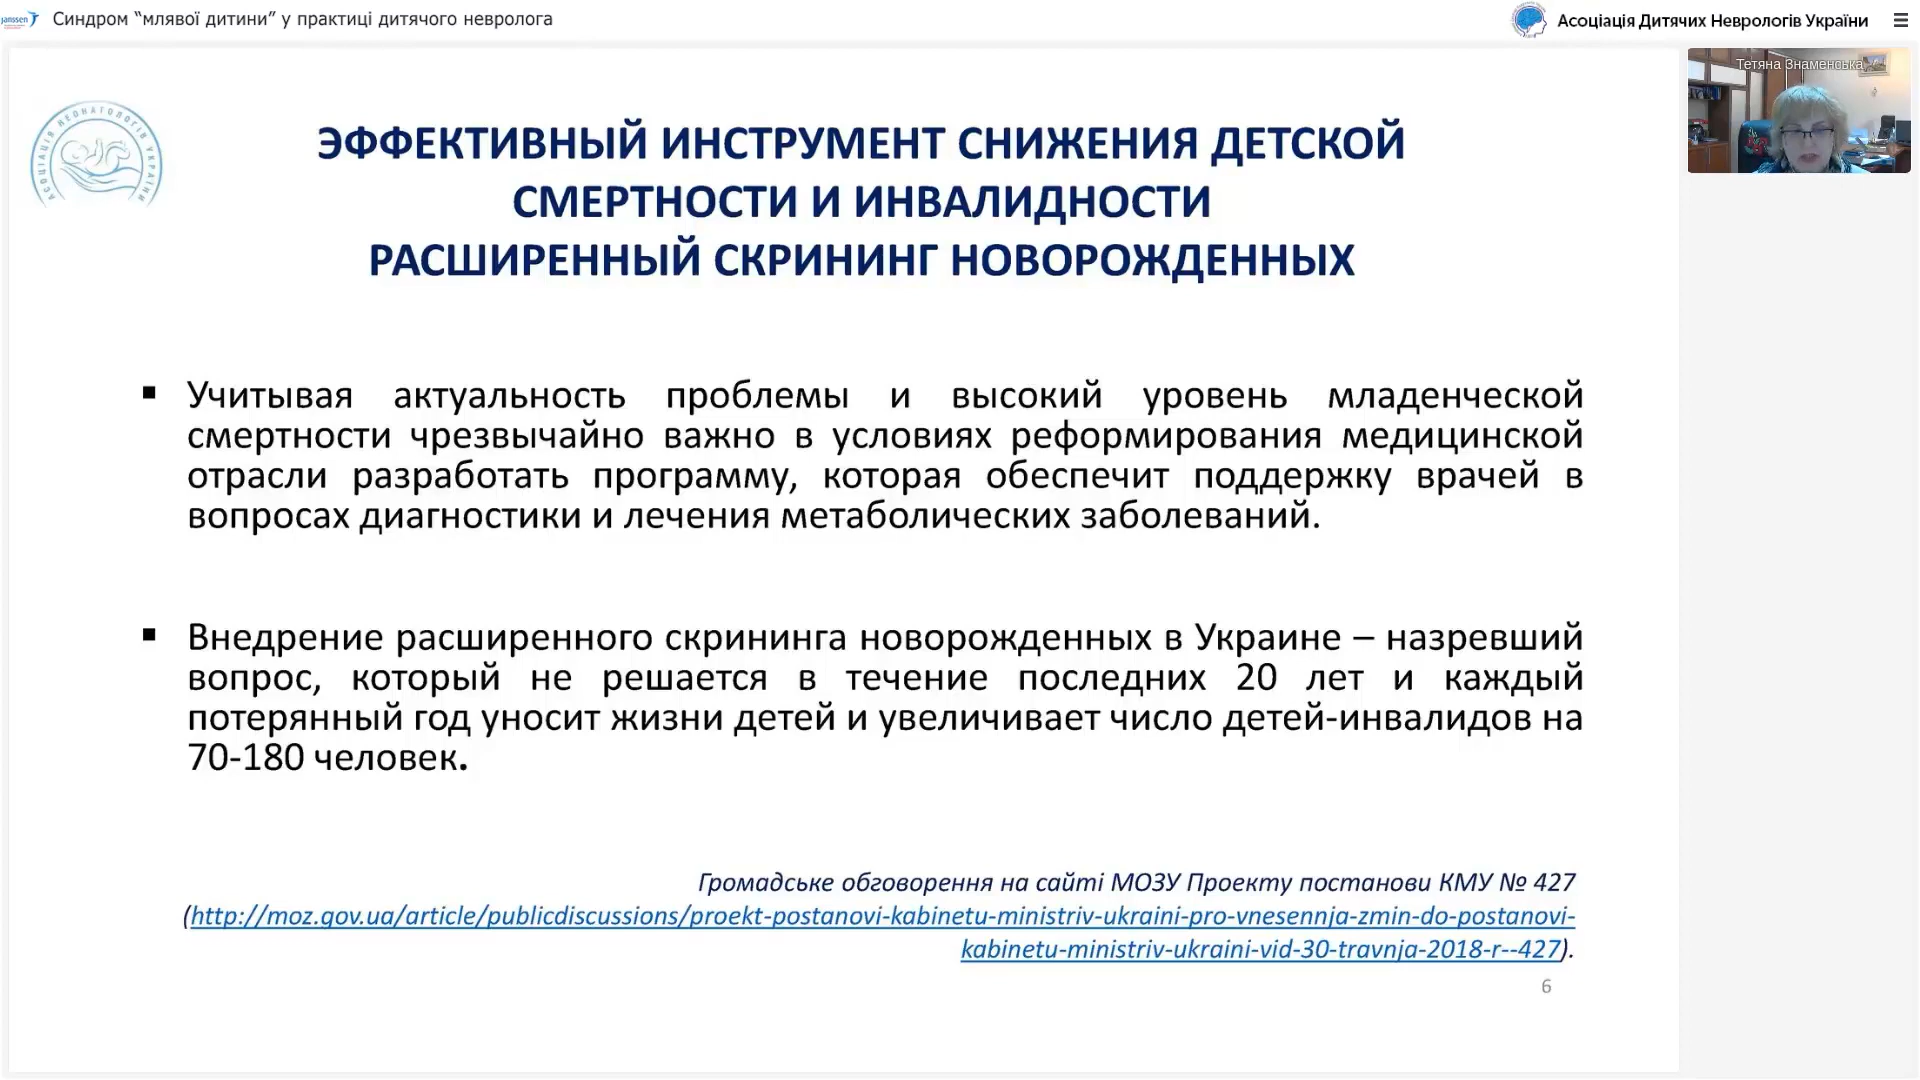 janssen
Синдром “млявої дитини” у практиці дитячого невролога
Асоціація Дитячих Неврологів України
Тетяна Знаменська
АСОЦІАЦІЯ НЕОНАТОЛОГІВ УКРАЇНИ
ЭФФЕКТИВНЫЙ ИНСТРУМЕНТ СНИЖЕНИЯ ДЕТСКОЙ
СМЕРТНОСТИ И ИНВАЛИДНОСТИ
РАСШИРЕННЫЙ СКРИНИНГ НОВОРОЖДЕННЫХ
▪ Учитывая актуальность проблемы и высокий уровень младенческой
смертности чрезвычайно важно в условиях реформирования медицинской
отрасли разработать программу, которая обеспечит поддержку врачей в
вопросах диагностики и лечения метаболических заболеваний.
▪ Внедрение расширенного скрининга новорожденных в Украине – назревший
вопрос, который не решается в течение последних 20 лет и каждый
потерянный год уносит жизни детей и увеличивает число детей-инвалидов на
70-180 человек.
Громадське обговорення на сайті МОЗУ Проекту постанови КМУ № 427
(http://moz.gov.ua/article/publicdiscussions/proekt-postanovi-kabinetu-ministriv-ukraini-pro-vnesennja-zmin-do-postanovi-
kabinetu-ministriv-ukraini-vid-30-travnja-2018-r--427).
6